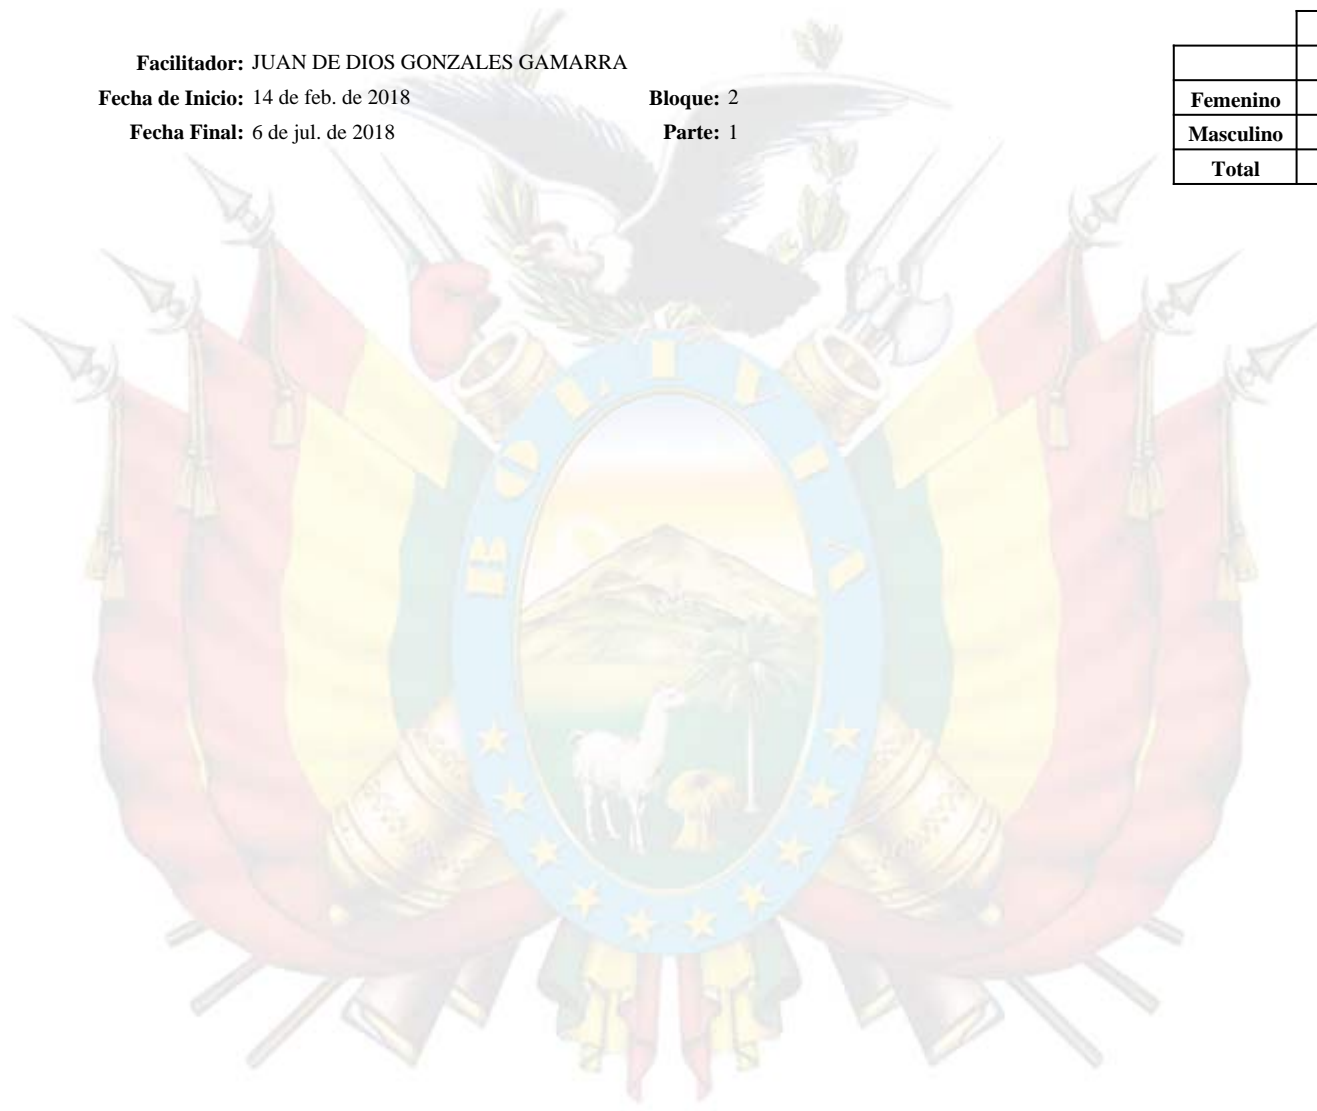 Facilitador: JUAN DE DIOS GONZALES GAMARRA
Fecha de Inicio: 14 de feb. de 2018 Bloque: 2
Fecha Final: 6 de jul. de 2018 Parte: 1
Femenino
Masculino
Total
BOLIVIA